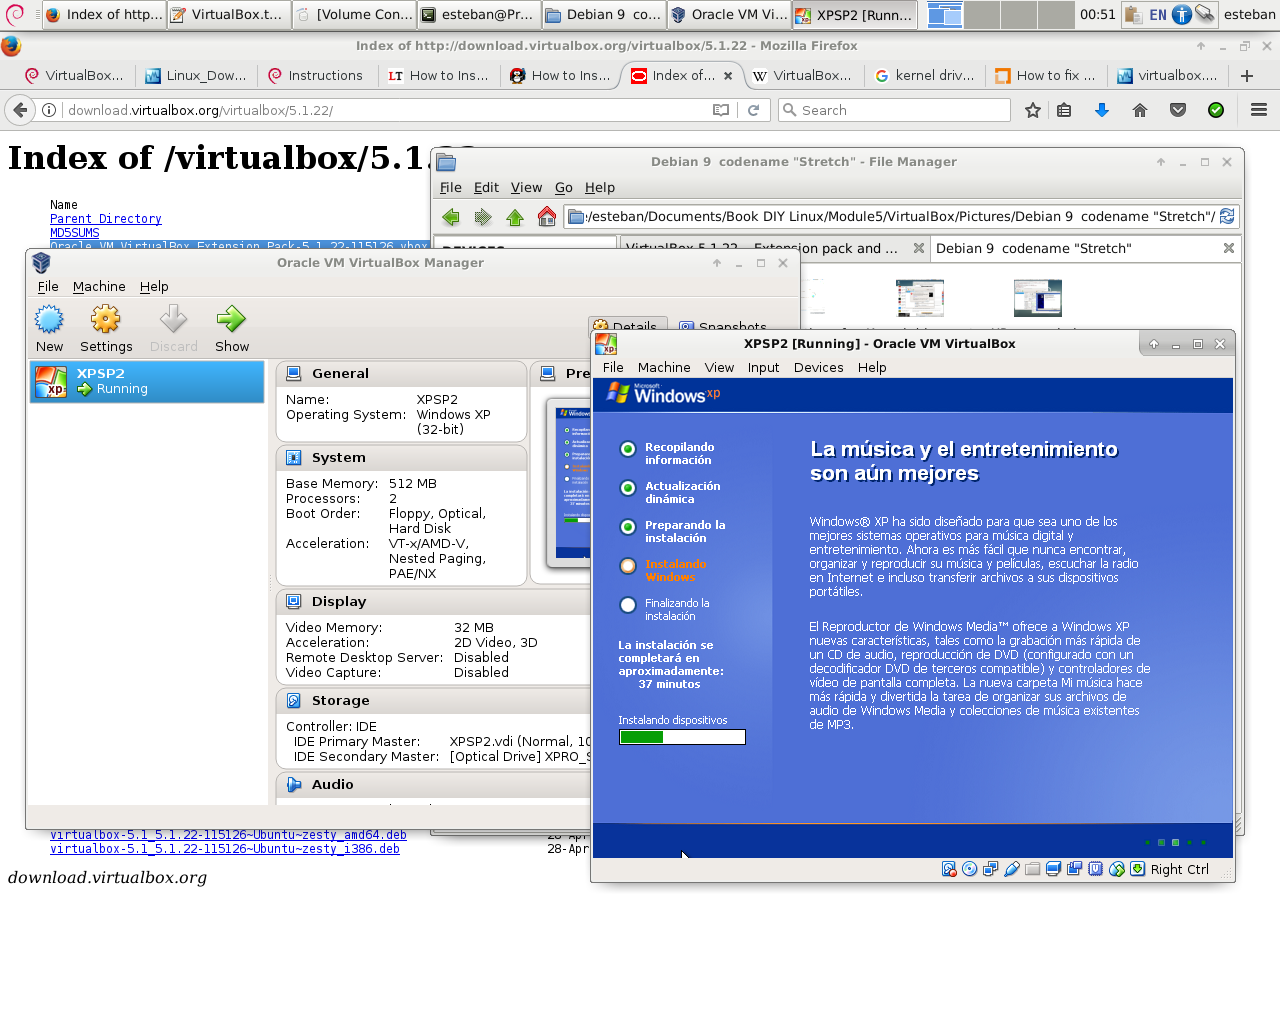 Index of http...
VirtualBox.t...
[Volume Con...
esteban@Pr...
Debian 9 co...
Oracle VM Vi...
XPSP2 [Runn...
00:51
EN
esteban
Index of http://download.virtualbox.org/virtualbox/5.1.22 - Mozilla Firefox
VirtualBox...
Linux_Dow...
Instructions
LT How to Ins...
How to Ins...
Index of...
W VirtualBox...
G kernel driv...
How to fix ...
virtualbox....
download.virtualbox.org/virtualbox/5.1.22/
Search
Index of /virtualbox/5.1.22
Name
Parent Directory
MD5SUMS
Oracle_VM_VirtualBox_Extension_Pack-5.1.22-115126.vbox
Debian 9 codename "Stretch" - File Manager
File Edit View Go Help
:/esteban/Documents/Book DIY Linux/Module5/VirtualBox/Pictures/Debian 9 codename "Stretch"/
DEVICES
VirtualBox 5.1.22 – Extension pack and ...
Debian 9 codename "Stretch"
Oracle VM VirtualBox Manager
File Machine Help
New Settings Discard Show
Details Snapshots
XPSP2
Running
General
Name: XPSP2
Operating System: Windows XP
(32-bit)
Pre
System
Base Memory: 512 MB
Processors: 2
Boot Order: Floppy, Optical,
Hard Disk
Acceleration: VT-x/AMD-V,
Nested Paging,
PAE/NX
Display
Video Memory: 32 MB
Acceleration: 2D Video, 3D
Remote Desktop Server: Disabled
Video Capture: Disabled
Storage
Controller: IDE
IDE Primary Master: XPSP2.vdi (Normal, 10
IDE Secondary Master: [Optical Drive] XPRO_S
Audio
XPSP2 [Running] - Oracle VM VirtualBox
File Machine View Input Devices Help
Microsoft
Windows xp
Recopilando
información
Actualización
dinámica
Preparando la
instalación
Instalando
Windows
Finalizando la
instalación
La instalación se
completará en
aproximadamente:
37 minutos
Instalando dispositivos
La música y el entretenimiento
son aún mejores
Windows® XP ha sido diseñado para que sea uno de los
mejores sistemas operativos para música digital y
entretenimiento. Ahora es más fácil que nunca encontrar,
organizar y reproducir su música y películas, escuchar la radio
en Internet e incluso transferir archivos a sus dispositivos
portátiles.
El Reproductor de Windows Media™ ofrece a Windows XP
nuevas características, tales como la grabación más rápida de
un CD de audio, reproducción de DVD (configurado con un
decodificador DVD de terceros compatible) y controladores de
vídeo de pantalla completa. La nueva carpeta Mi música hace
más rápida y divertida la tarea de organizar sus archivos de
audio de Windows Media y colecciones de música existentes
de MP3.
Right Ctrl
virtualbox-5.1_5.1.22-115126~Ubuntu~zesty_amd64.deb 28-Apr
virtualbox-5.1_5.1.22-115126~Ubuntu~zesty_i386.deb 28-Apr
download.virtualbox.org